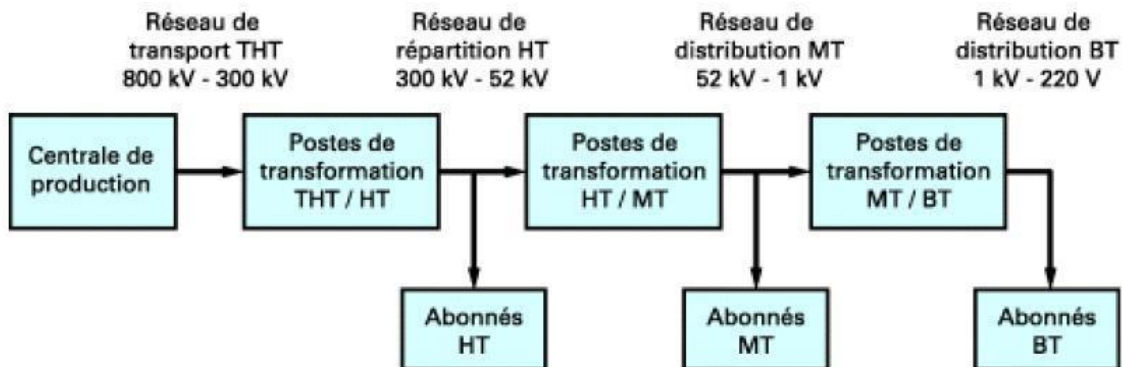 Réseau de
transport THT
800 kV - 300 kV
Réseau de
répartition HT
300 kV - 52 kV
Réseau de
distribution MT
52 kV - 1 kV
Réseau de
distribution BT
1 kV - 220 V
Centrale de
production
Postes de
transformation
THT / HT
Postes de
transformation
HT / MT
Postes de
transformation
MT / BT
Abonnés
HT
Abonnés
MT
Abonnés
BT